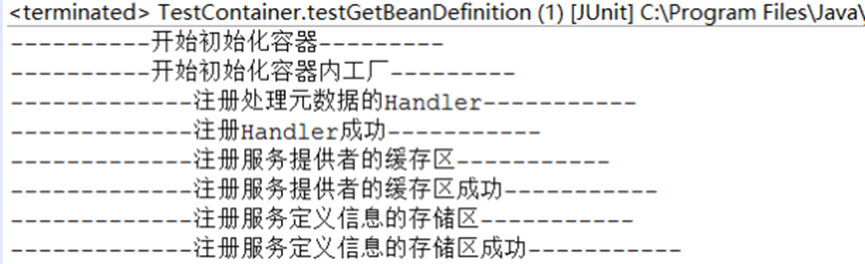 <terminated> TestContainer.testGetBeanDefinition (1) [JUnit] C:\Program Files\Java\
----------开始初始化容器---------
----------开始初始化容器内工厂---------
-------------注册处理元数据的Handler-----------
-------------注册Handler成功-----------
-------------注册服务提供者的缓存区-----------
-------------注册服务提供者的缓存区成功-----------
-------------注册服务定义信息的存储区-----------
-------------注册服务定义信息的存储区成功-----------